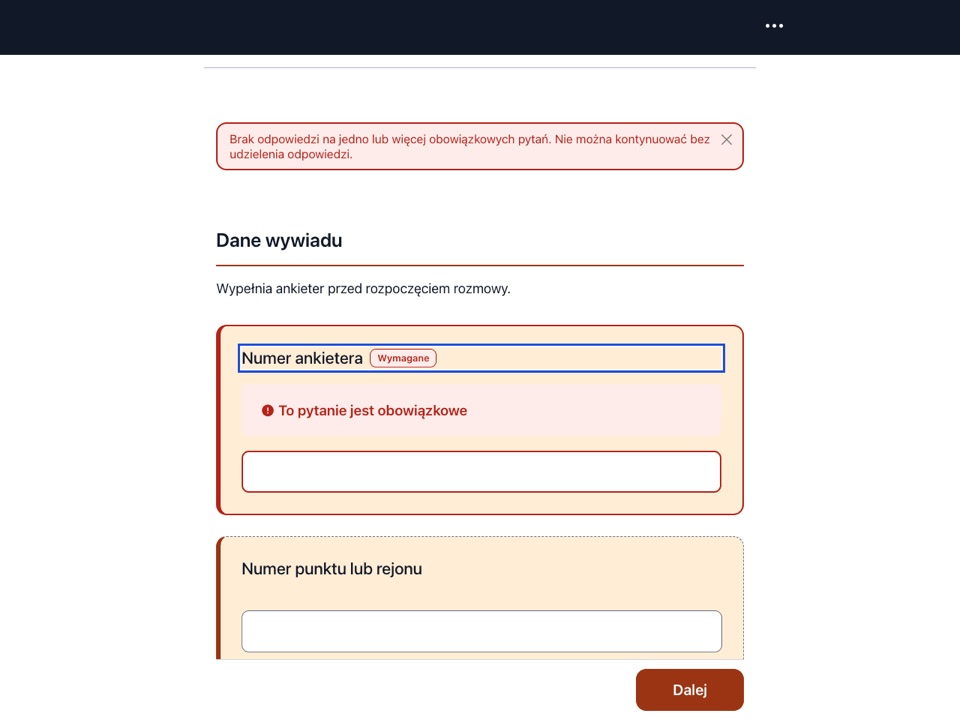 Brak odpowiedzi na jedno lub więcej obowiązkowych pytań. Nie można kontynuować bez
udzielenia odpowiedzi.
Dane wywiadu
Wypełnia ankieter przed rozpoczęciem rozmowy.
Numer ankietera Wymagane
To pytanie jest obowiązkowe
Numer punktu lub rejonu
Dalej